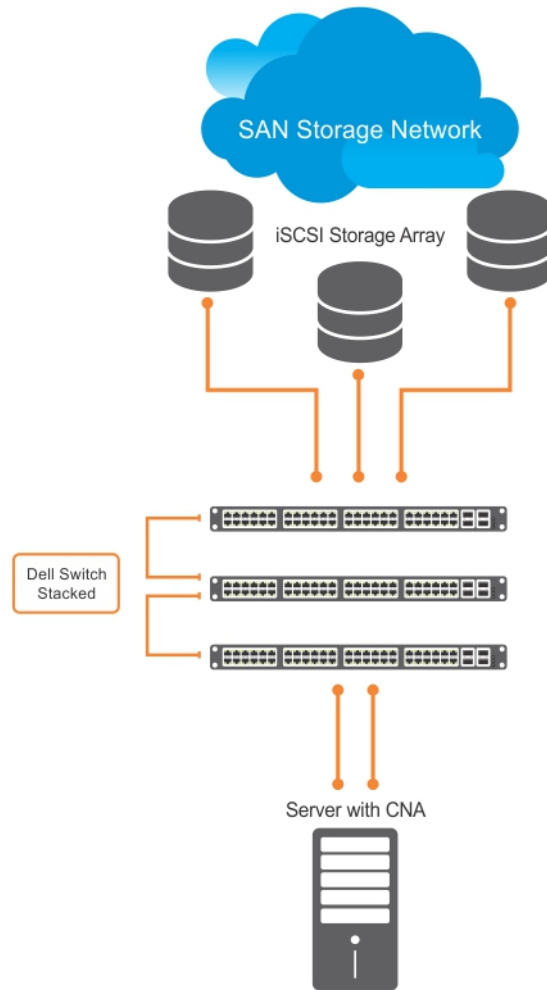 SAN Storage Network
iSCSI Storage Array
Dell Switch
Stacked
Server with CNA